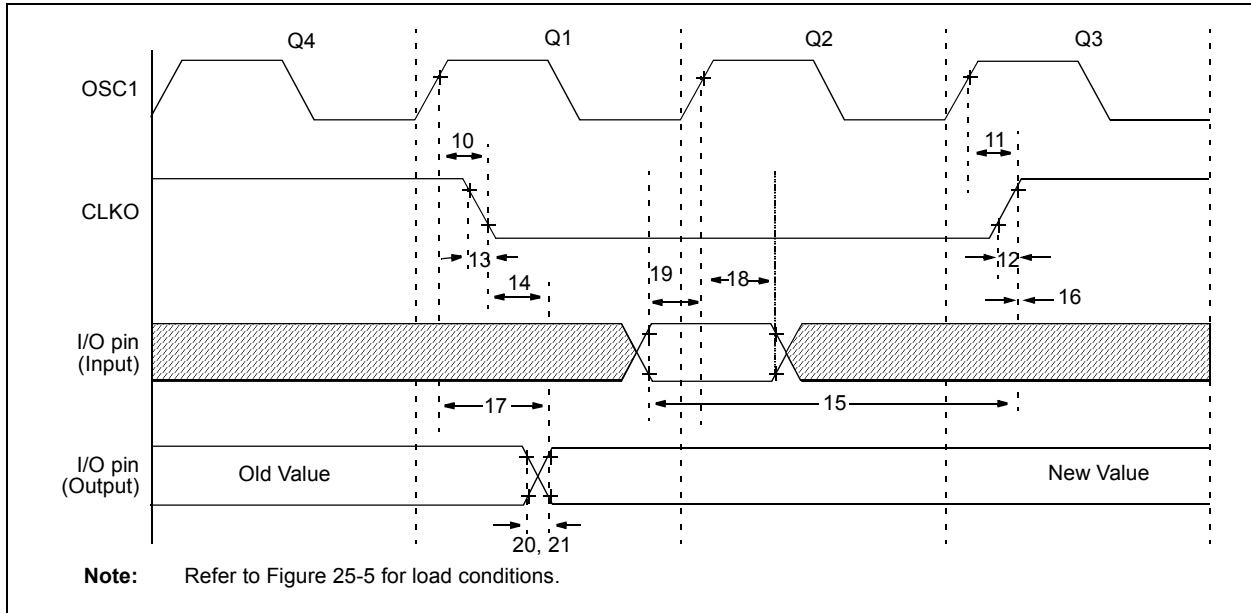 Q4 Q1 Q2 Q3
OSC1
10 11
CLKO
13 12
19 18
14 16
I/O pin
(Input)
17 15
I/O pin
(Output)
Old Value New Value
20, 21
Note: Refer to Figure 25-5 for load conditions.